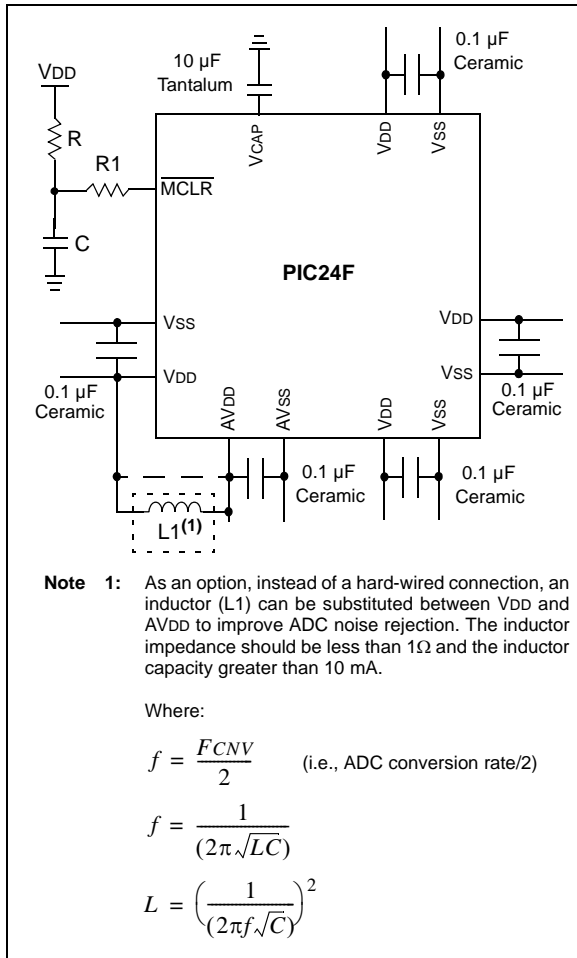 0.1 µF
Ceramic
10 µF
Tantalum
VDD
R
R1
C
MCLR
VCAP
VDD
VSS
PIC24F
VSS
VDD
0.1 µF
Ceramic
VDD
VSS
0.1 µF
Ceramic
AVDD
AVSS
VDD
VSS
0.1 µF
Ceramic
0.1 µF
Ceramic
L1(1)
Note 1: As an option, instead of a hard-wired connection, an
inductor (L1) can be substituted between VDD and
AVDD to improve ADC noise rejection. The inductor
impedance should be less than 1Ω and the inductor
capacity greater than 10 mA.
Where:
f = FCNV / 2 (i.e., ADC conversion rate/2)
f = 1 / (2π√LC)
L = (1 / (2πf√C))²